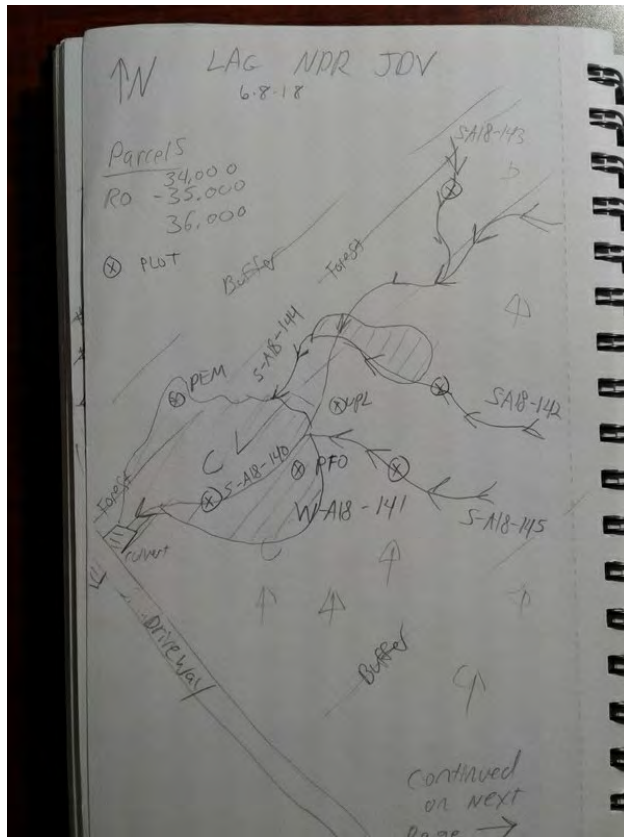 N
LAG NDR JDV
6.8.18
Parcels
34,000
RO -35.000
36.000
PLOT
SA18-143
Buffer
Forest
S-A18-144
PEM
UPL
SA18-142
S-A18-140
PFO
W-A18-141
S-A18-145
Forest
culvert
Driveway
Buffer
Continued
on Next
Page